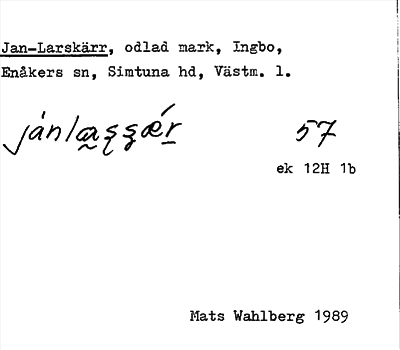 Jan-Larskärr, odlad mark, Ingbo,
Enåkers sn, Simtuna hd, Västm. l.
57
ek 12H 1b
Mats Wahlberg 1989